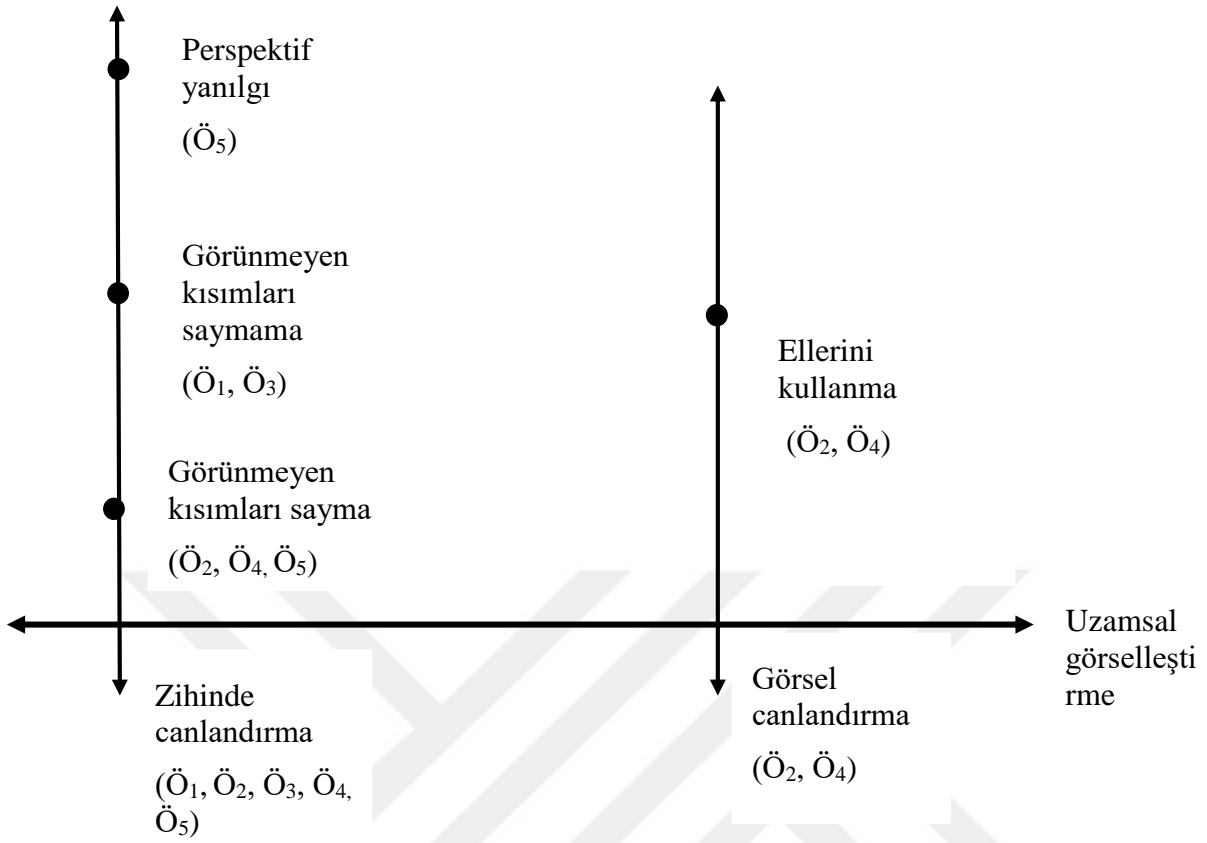 Perspektif
yanılgı
(Ö5)
Görünmeyen
kısımları
saymama
(Ö1, Ö3)
Görünmeyen
kısımları sayma
(Ö2, Ö4, Ö5)
Zihinde
canlandırma
(Ö1, Ö2, Ö3, Ö4,
Ö5)
Ellerini
kullanma
(Ö2, Ö4)
Görsel
canlandırma
(Ö2, Ö4)
Uzamsal
görselleşti
rme